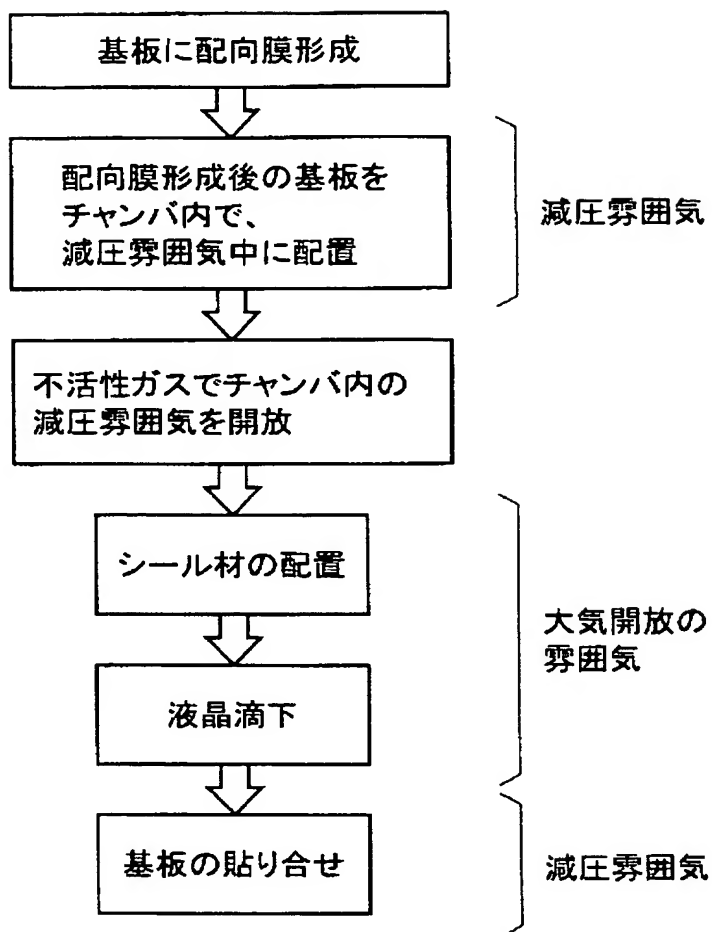 基板に配向膜形成
配向膜形成後の基板を
チャンバ内で、
減圧雰囲気中に配置
減圧雰囲気
不活性ガスでチャンバ内の
減圧雰囲気を開放
シール材の配置
液晶滴下
大気開放の
雰囲気
基板の貼り合せ
減圧雰囲気